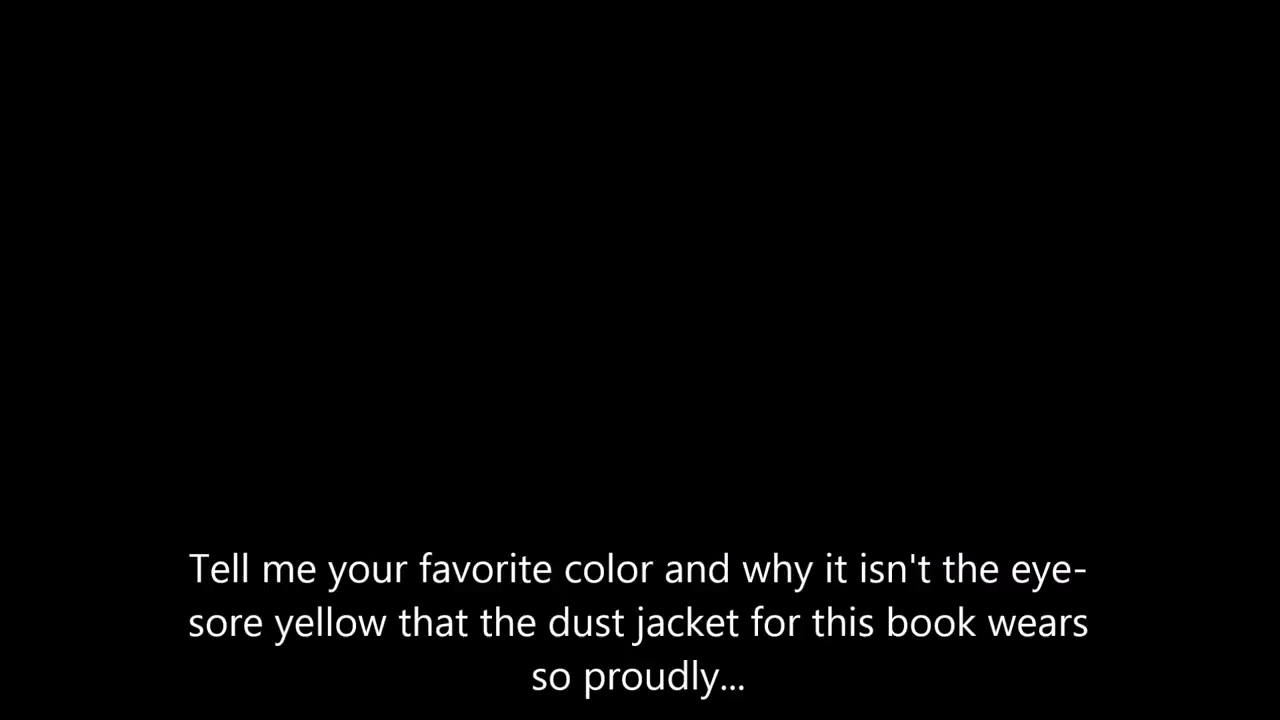 Tell me your favorite color and why it isn't the eye-
sore yellow that the dust jacket for this book wears
so proudly...